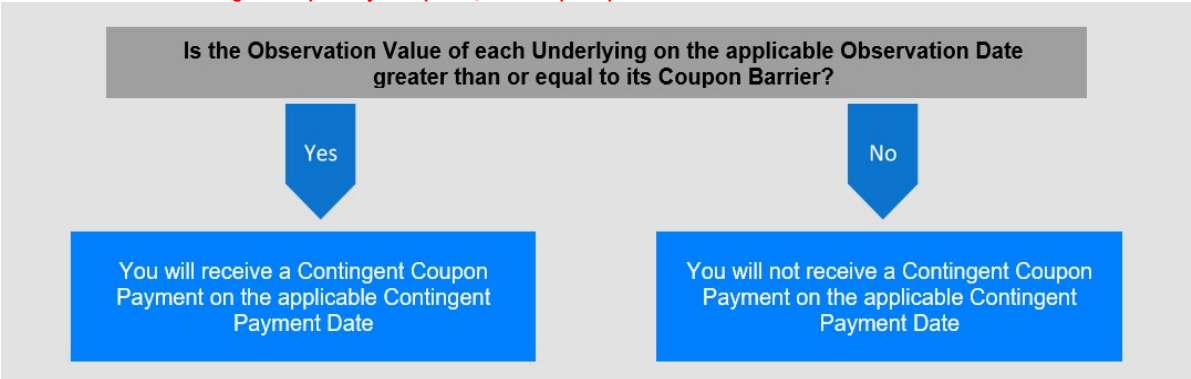 Is the Observation Value of each Underlying on the applicable Observation Date
greater than or equal to its Coupon Barrier?
Yes
No
You will receive a Contingent Coupon
Payment on the applicable Contingent
Payment Date
You will not receive a Contingent Coupon
Payment on the applicable Contingent
Payment Date